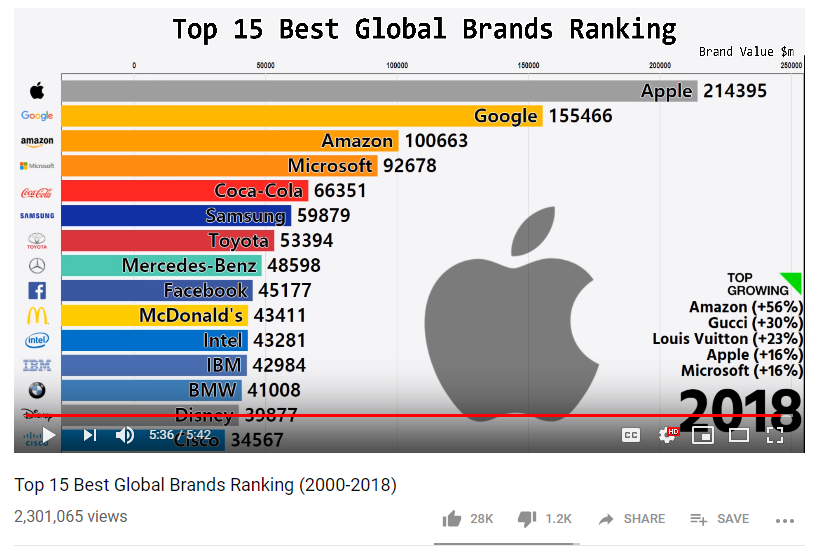 Top 15 Best Global Brands Ranking
Brand Value $m
0 50000 100000 150000 200000 250000
Apple 214395
Google Google 155466
amazon Amazon 100663
Microsoft Microsoft 92678
Coca-Cola Coca-Cola 66351
SAMSUNG Samsung 59879
TOYOTA Toyota 53394
Mercedes-Benz 48598
Facebook 45177
McDonald's 43411
intel Intel 43281
IBM IBM 42984
BMW 41008
Disney Disney 39877
CISCO Cisco 34567
TOP
GROWING
Amazon (+56%)
Gucci (+30%)
Louis Vuitton (+23%)
Apple (+16%)
Microsoft (+16%)
2018
5:36 / 5:42 CC HD
Top 15 Best Global Brands Ranking (2000-2018)
2,301,065 views 28K 1.2K SHARE SAVE